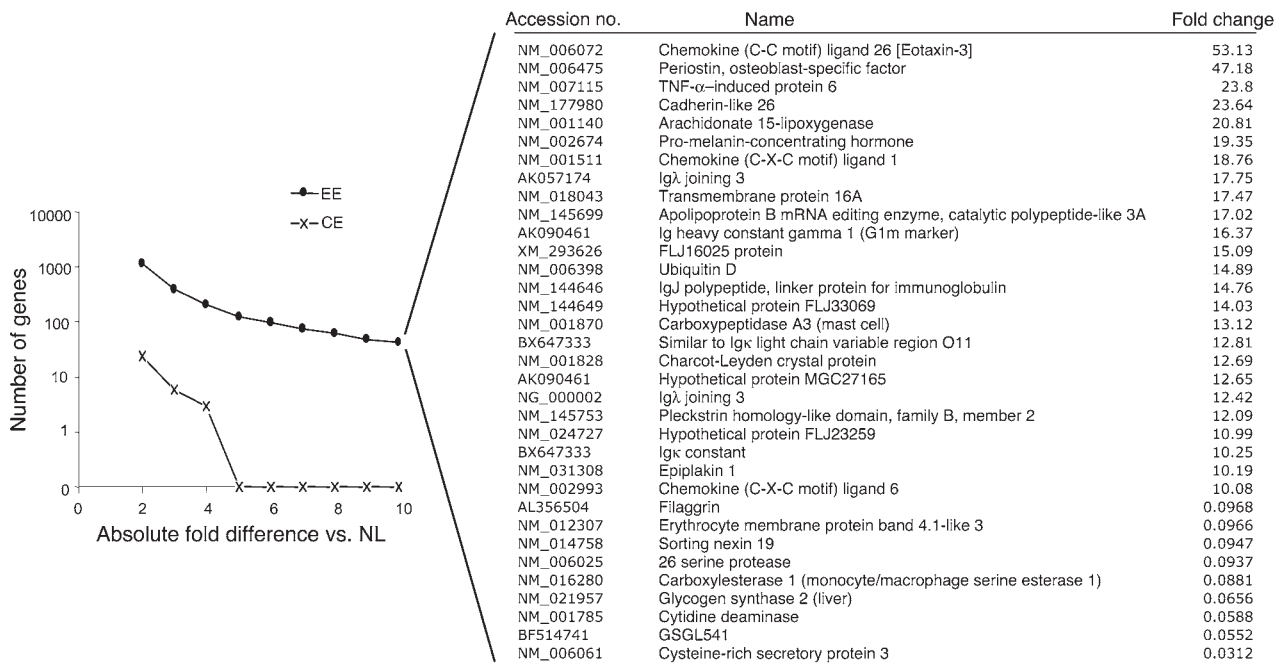 EE
CE
10000
1000
100
10
1
0
0 2 4 6 8 10
Number of genes
Absolute fold difference vs. NL
Accession no. Name Fold change
NM_006072 Chemokine (C-C motif) ligand 26 [Eotaxin-3] 53.13
NM_006475 Periostin, osteoblast-specific factor 47.18
NM_007115 TNF-α–induced protein 6 23.8
NM_177980 Cadherin-like 26 23.64
NM_001140 Arachidonate 15-lipoxygenase 20.81
NM_002674 Pro-melanin-concentrating hormone 19.35
NM_001511 Chemokine (C-X-C motif) ligand 1 18.76
AK057174 Igλ joining 3 17.75
NM_018043 Transmembrane protein 16A 17.47
NM_145699 Apolipoprotein B mRNA editing enzyme, catalytic polypeptide-like 3A 17.02
AK090461 Ig heavy constant gamma 1 (G1m marker) 16.37
XM_293626 FLJ16025 protein 15.09
NM_006398 Ubiquitin D 14.89
NM_144646 IgJ polypeptide, linker protein for immunoglobulin 14.76
NM_144649 Hypothetical protein FLJ33069 14.03
NM_001870 Carboxypeptidase A3 (mast cell) 13.12
BX647333 Similar to Igκ light chain variable region O11 12.81
NM_001828 Charcot-Leyden crystal protein 12.69
AK090461 Hypothetical protein MGC27165 12.65
NG_000002 Igλ joining 3 12.42
NM_145753 Pleckstrin homology-like domain, family B, member 2 12.09
NM_024727 Hypothetical protein FLJ23259 10.99
BX647333 Igκ constant 10.25
NM_031308 Epiplakin 1 10.19
NM_002993 Chemokine (C-X-C motif) ligand 6 10.08
AL356504 Filaggrin 0.0968
NM_012307 Erythrocyte membrane protein band 4.1-like 3 0.0966
NM_014758 Sorting nexin 19 0.0947
NM_006025 26 serine protease 0.0937
NM_016280 Carboxylesterase 1 (monocyte/macrophage serine esterase 1) 0.0881
NM_021957 Glycogen synthase 2 (liver) 0.0656
NM_001785 Cytidine deaminase 0.0588
BF514741 GSGL541 0.0552
NM_006061 Cysteine-rich secretory protein 3 0.0312